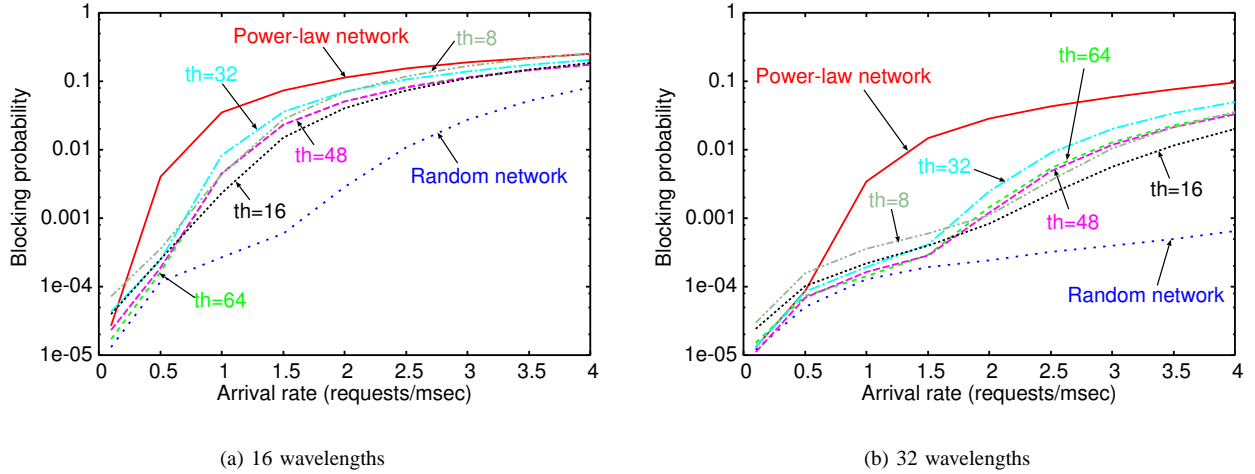 Blocking probability
1
0.1
0.01
0.001
1e-04
1e-05
Power-law network
th=8
th=32
th=48
Random network
th=16
th=64
0 0.5 1 1.5 2 2.5 3 3.5 4
Arrival rate (requests/msec)
(a) 16 wavelengths
Blocking probability
1
0.1
0.01
0.001
1e-04
1e-05
Power-law network
th=64
th=32
th=16
th=8
th=48
Random network
0 0.5 1 1.5 2 2.5 3 3.5 4
Arrival rate (requests/msec)
(b) 32 wavelengths